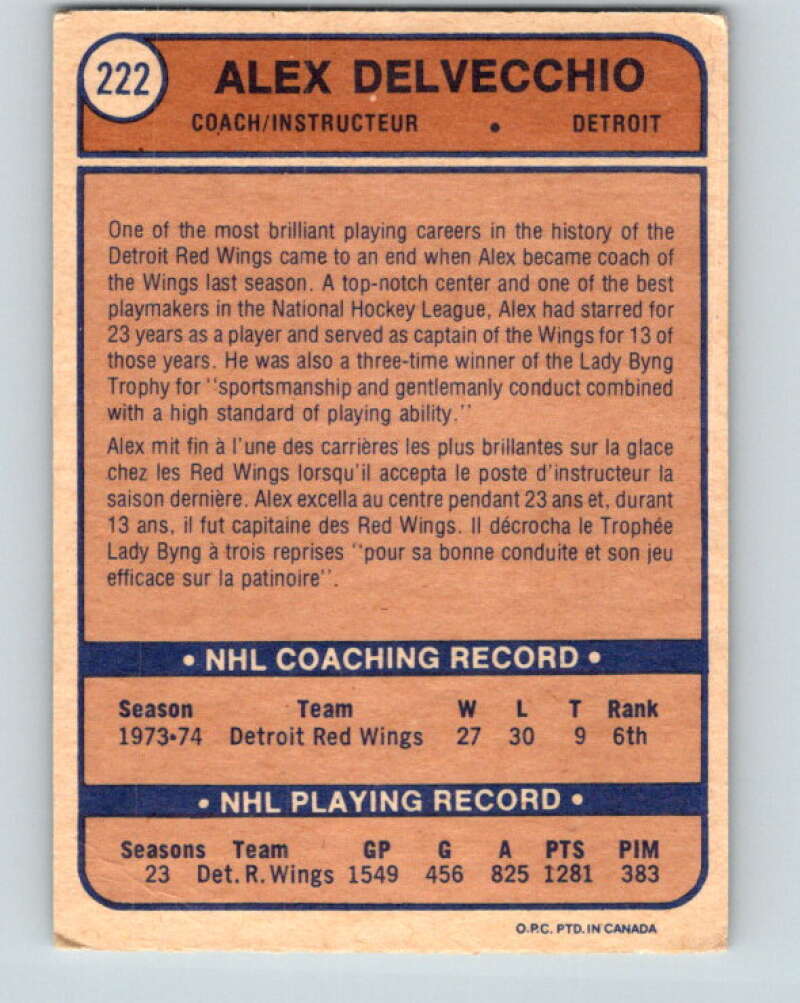 222
ALEX DELVECCHIO
COACH/INSTRUCTEUR • DETROIT
One of the most brilliant playing careers in the history of the
Detroit Red Wings came to an end when Alex became coach of
the Wings last season. A top-notch center and one of the best
playmakers in the National Hockey League, Alex had starred for
23 years as a player and served as captain of the Wings for 13 of
those years. He was also a three-time winner of the Lady Byng
Trophy for ''sportsmanship and gentlemanly conduct combined
with a high standard of playing ability.''
Alex mit fin à l'une des carrières les plus brillantes sur la glace
chez les Red Wings lorsqu'il accepta le poste d'instructeur la
saison dernière. Alex excella au centre pendant 23 ans et, durant
13 ans, il fut capitaine des Red Wings. Il décrocha le Trophée
Lady Byng à trois reprises ''pour sa bonne conduite et son jeu
efficace sur la patinoire''.
• NHL COACHING RECORD •
Season Team W L T Rank
1973•74 Detroit Red Wings 27 30 9 6th
• NHL PLAYING RECORD •
Seasons Team GP G A PTS PIM
23 Det. R. Wings 1549 456 825 1281 383
O.P.C. PTD. IN CANADA